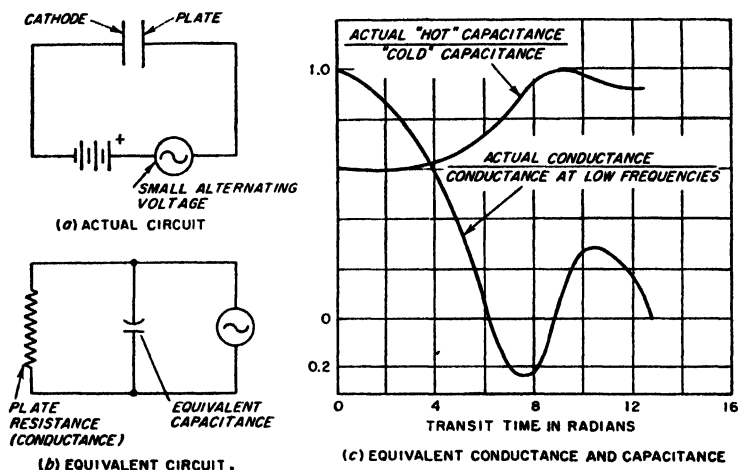 CATHODE PLATE
+
SMALL ALTERNATING
VOLTAGE
(a) ACTUAL CIRCUIT
PLATE
RESISTANCE
(CONDUCTANCE)
EQUIVALENT
CAPACITANCE
(b) EQUIVALENT CIRCUIT.
ACTUAL "HOT" CAPACITANCE
"COLD" CAPACITANCE
ACTUAL CONDUCTANCE
CONDUCTANCE AT LOW FREQUENCIES
1.0
0
0.2
0 4 8 12 16
TRANSIT TIME IN RADIANS
(c) EQUIVALENT CONDUCTANCE AND CAPACITANCE